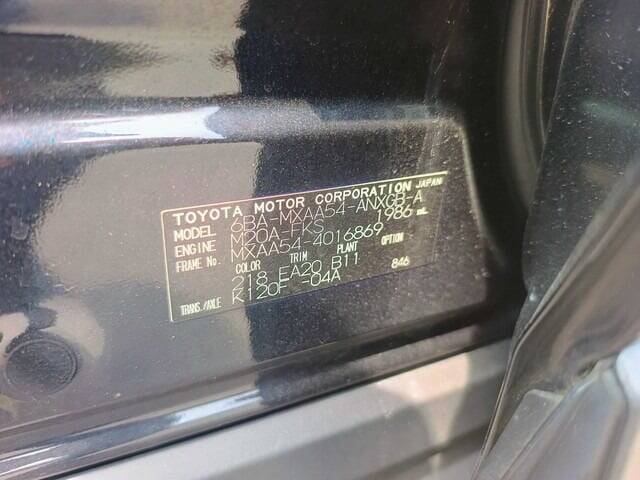 TOYOTA MOTOR CORPORATION JAPAN
MODEL 6BA-MXAA54-ANXGB-A
ENGINE M20A-FKS 1986 mL
FRAME NO. MXAA54-4016869
COLOR TRIM PLANT OPTION
218 EA20 B11 846
TRANS./AXLE K120F -04A